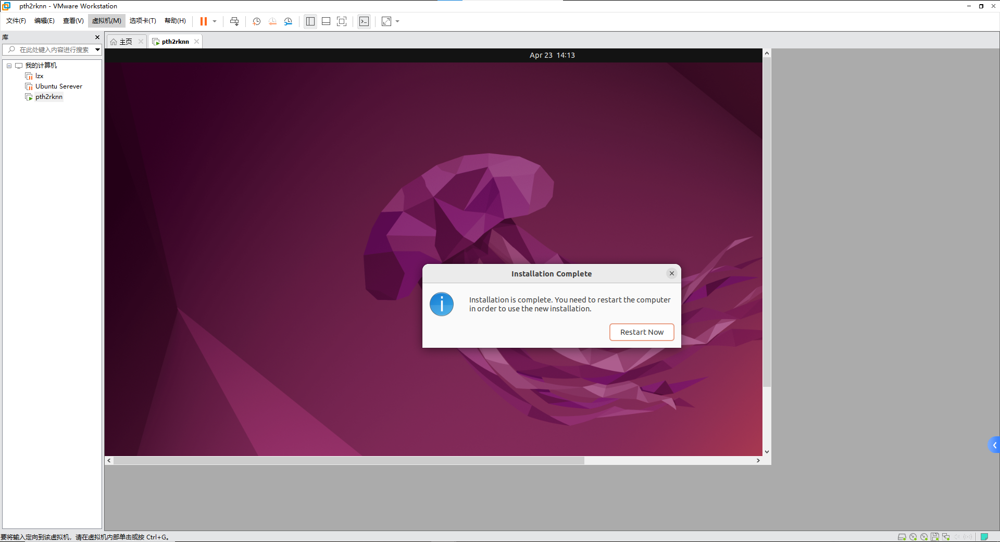 pth2rknn - VMware Workstation
文件(F) 编辑(E) 查看(V) 虚拟机(M) 选项卡(T) 帮助(H)
库
主页
pth2rknn
在此处键入内容进行搜索
Apr 23 14:13
我的计算机
lzx
Ubuntu Serever
pth2rknn
Installation Complete
Installation is complete. You need to restart the computer
in order to use the new installation.
Restart Now
要将输入定向到该虚拟机，请在虚拟机内部单击或按 Ctrl+G。